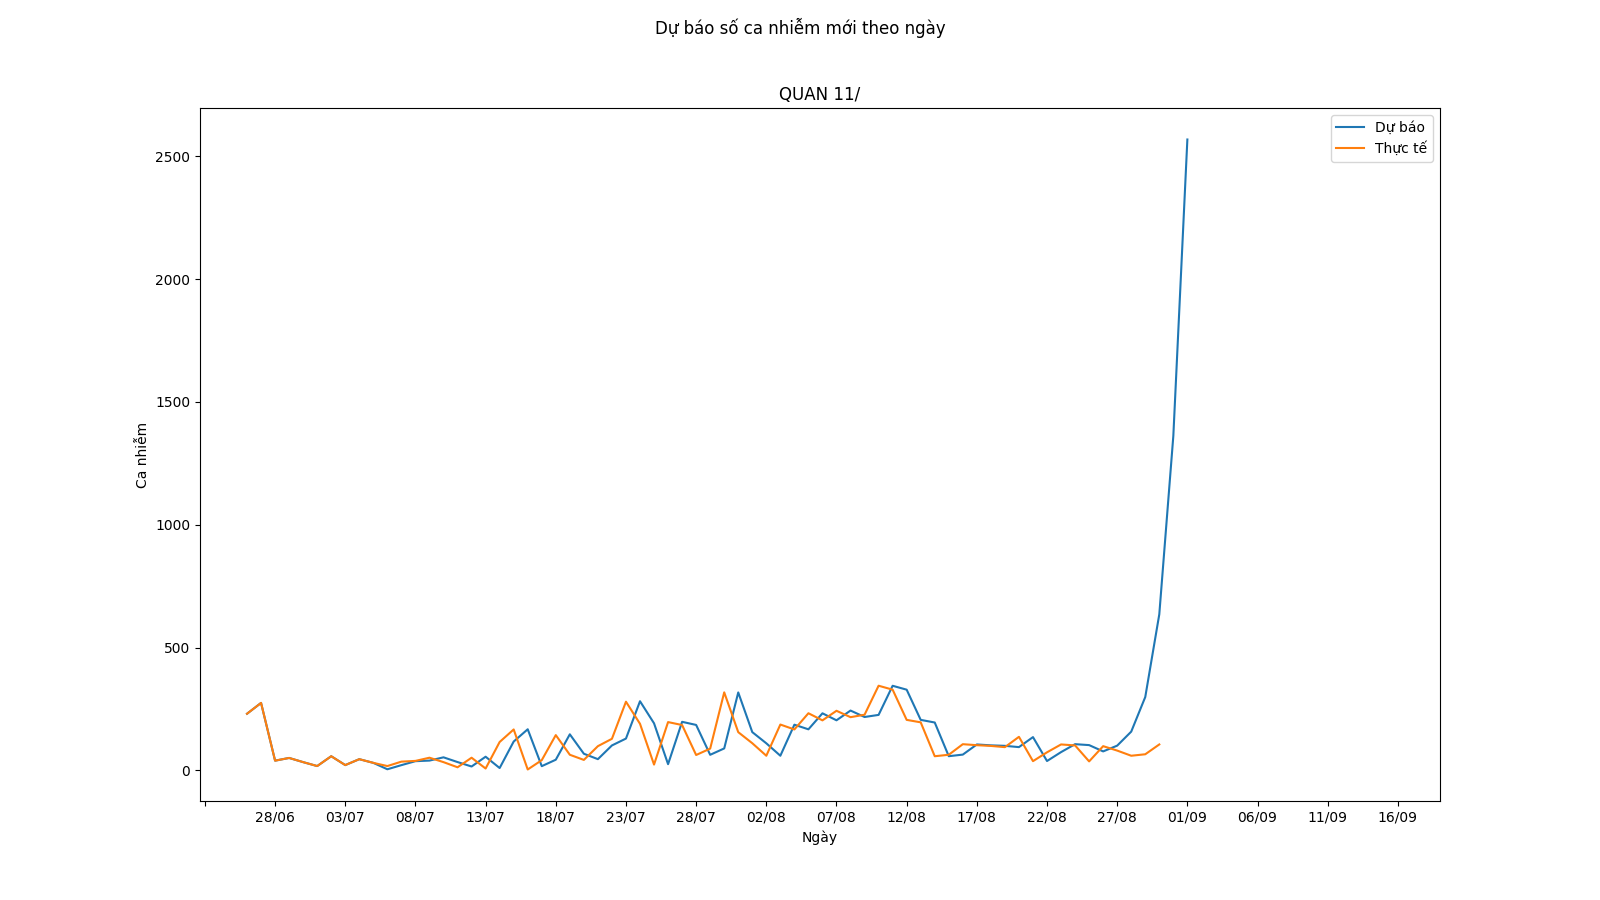 Dự báo số ca nhiễm mới theo ngày
QUAN 11/
Dự báo
Thực tế
2500
2000
1500
1000
500
0
Ca nhiễm
28/06 03/07 08/07 13/07 18/07 23/07 28/07 02/08 07/08 12/08 17/08 22/08 27/08 01/09 06/09 11/09 16/09
Ngày